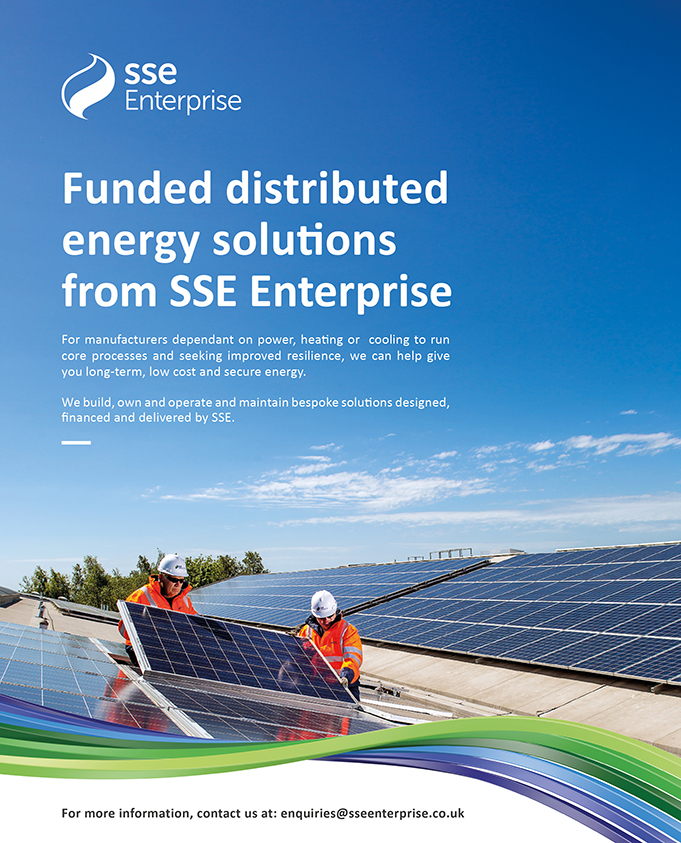 sse
Enterprise
Funded distributed
energy solutions
from SSE Enterprise
For manufacturers dependant on power, heating or  cooling to run
core processes and seeking improved resilience, we can help give
you long-term, low cost and secure energy.
We build, own and operate and maintain bespoke solutions designed,
financed and delivered by SSE.
For more information, contact us at: enquiries@sseenterprise.co.uk